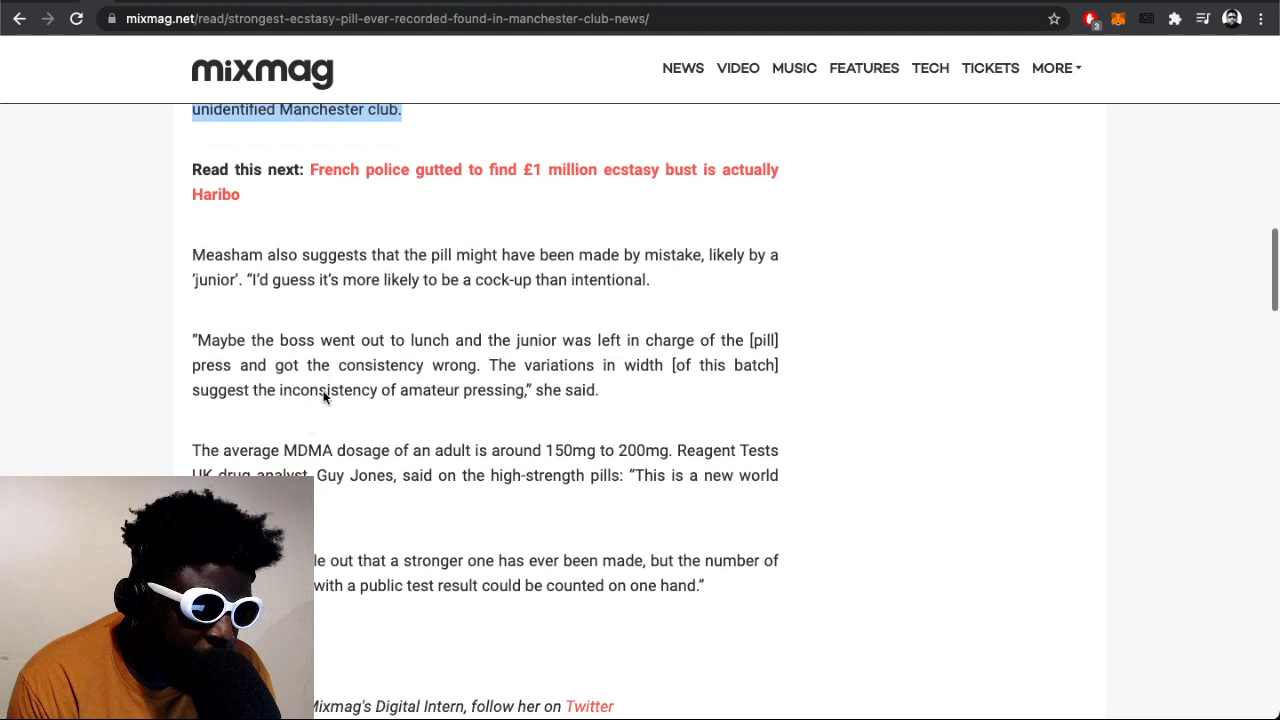 mixmag.net/read/strongest-ecstasy-pill-ever-recorded-found-in-manchester-club-news/
3
mixmag
NEWS VIDEO MUSIC FEATURES TECH TICKETS MORE
unidentified Manchester club.
Read this next: French police gutted to find £1 million ecstasy bust is actually
Haribo
Measham also suggests that the pill might have been made by mistake, likely by a
‘junior’. “I’d guess it’s more likely to be a cock-up than intentional.
“Maybe the boss went out to lunch and the junior was left in charge of the [pill]
press and got the consistency wrong. The variations in width [of this batch]
suggest the inconsistency of amateur pressing,” she said.
The average MDMA dosage of an adult is around 150mg to 200mg. Reagent Tests
UK drug analyst, Guy Jones, said on the high-strength pills: “This is a new world
le out that a stronger one has ever been made, but the number of
with a public test result could be counted on one hand.”
Mixmag's Digital Intern, follow her on Twitter